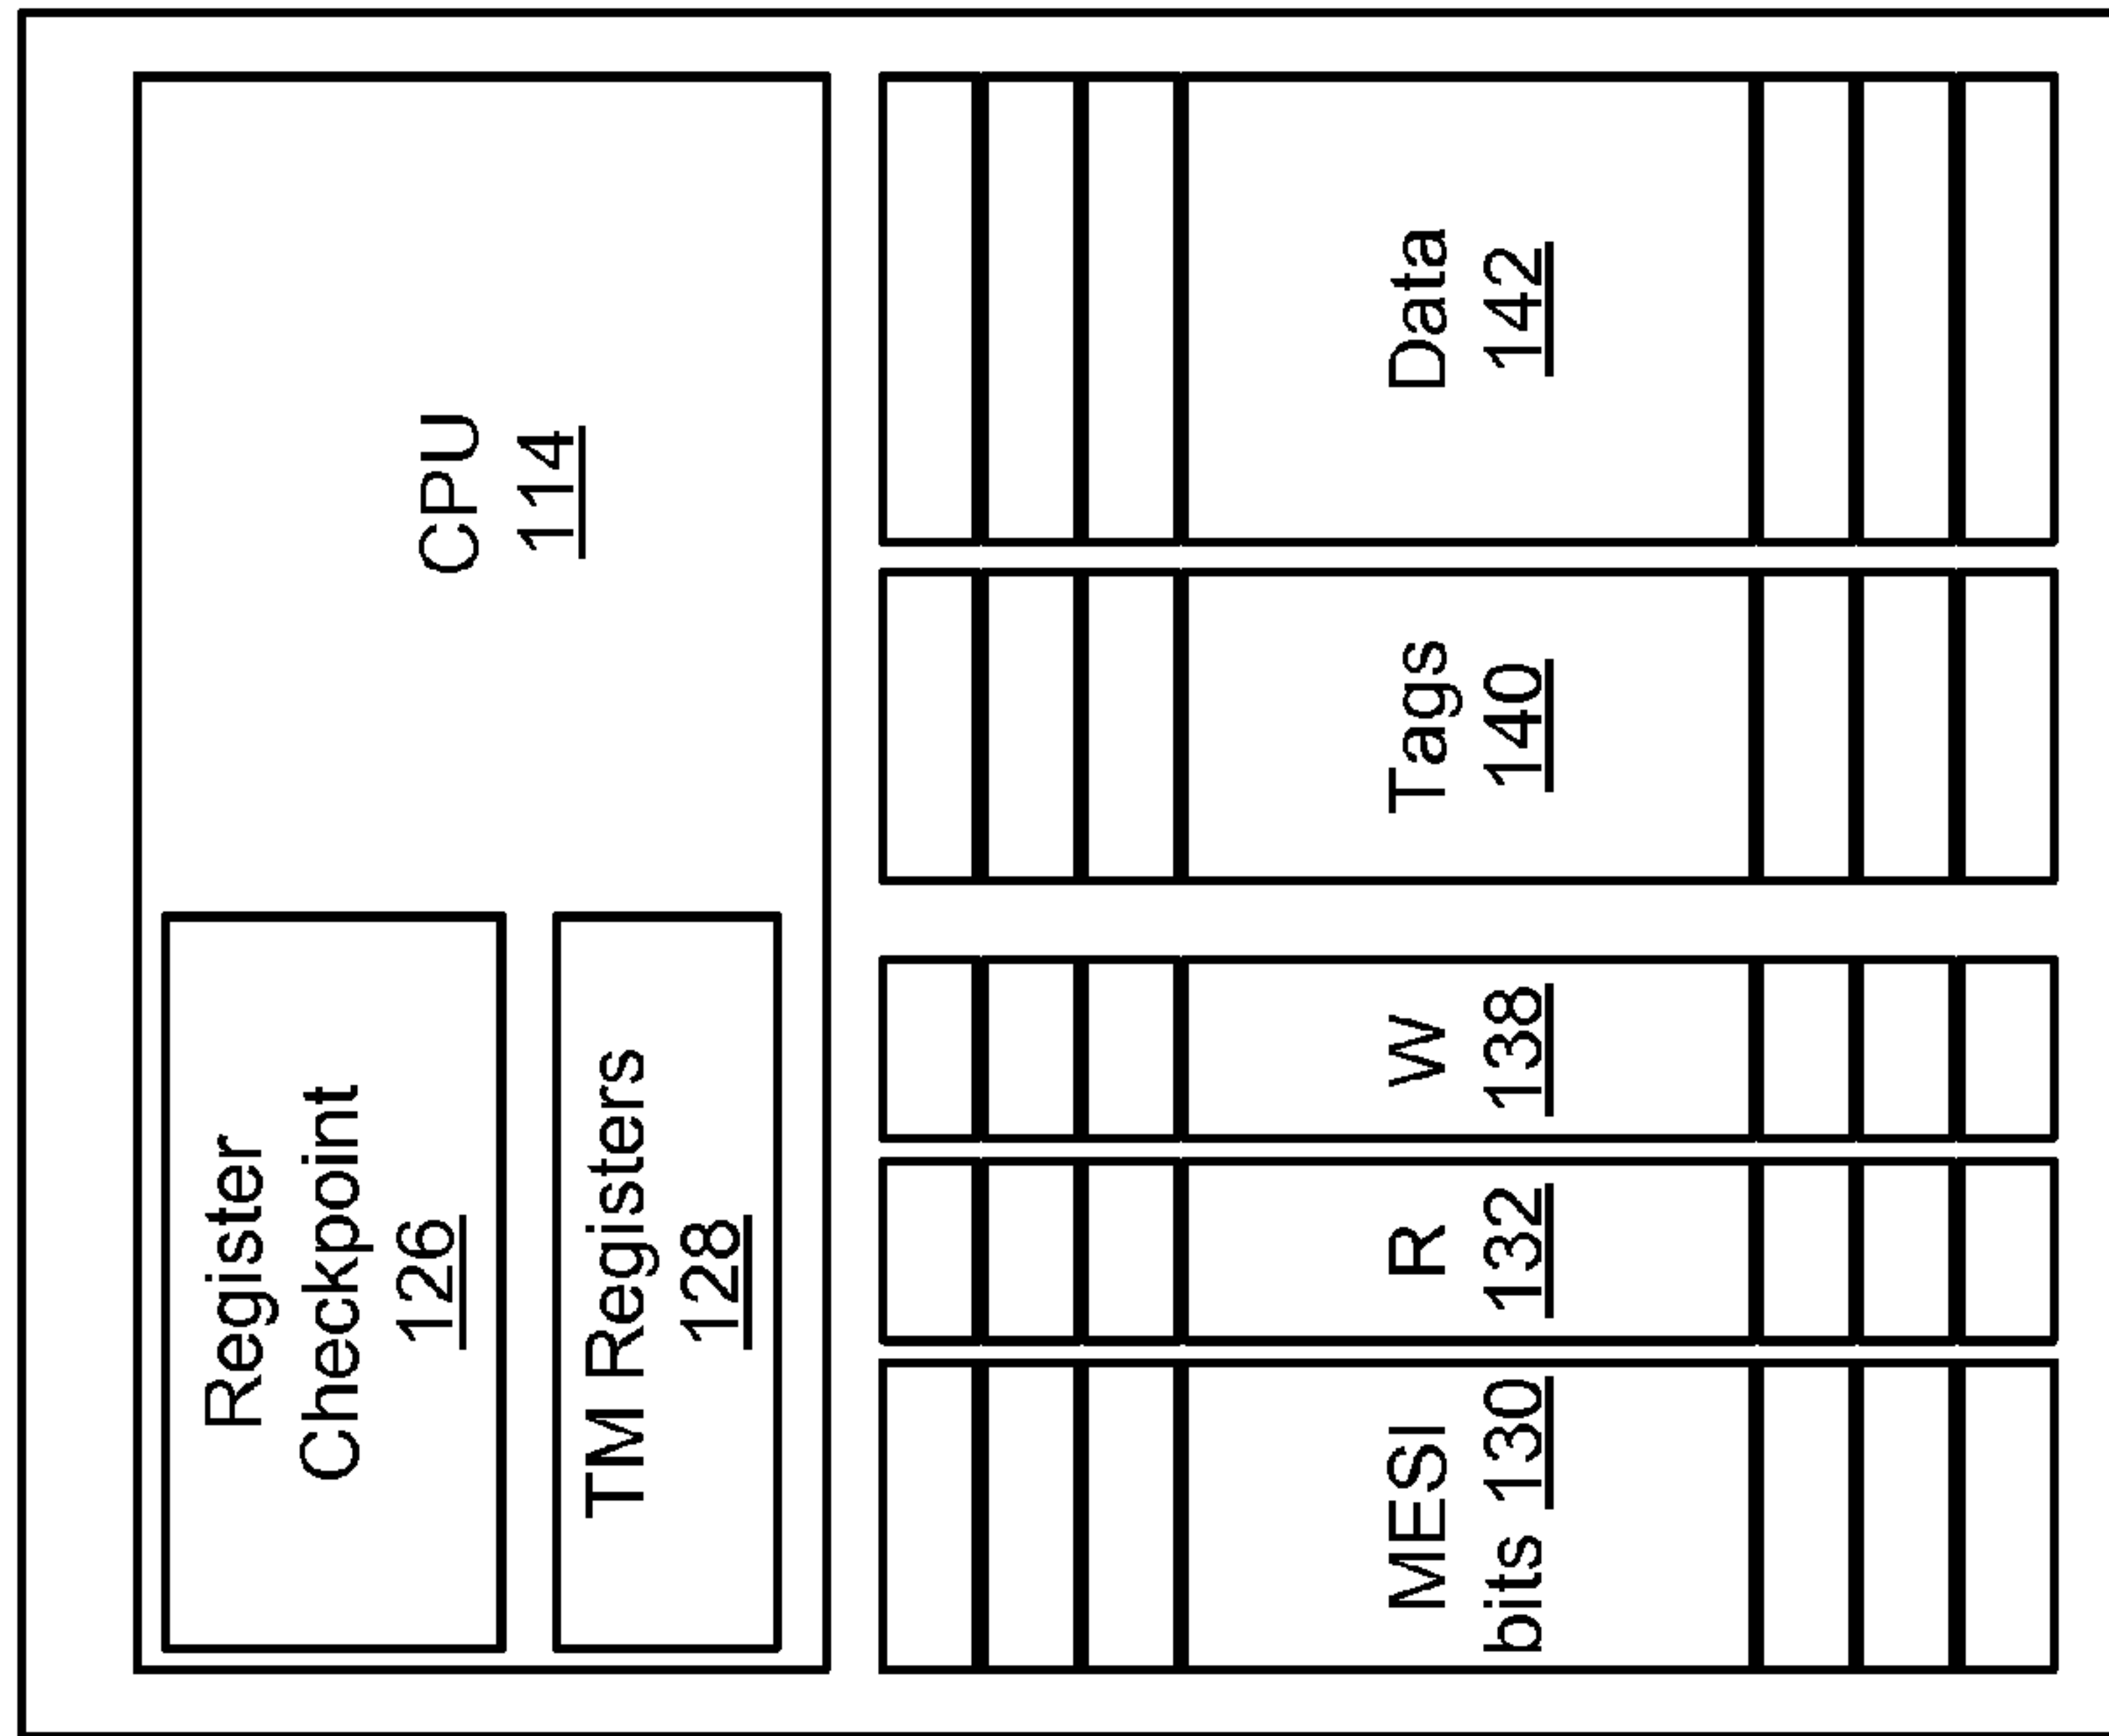 Register
Checkpoint
126
TM Registers
128
CPU
114
MESI
bits 130
R
132
W
138
Tags
140
Data
142